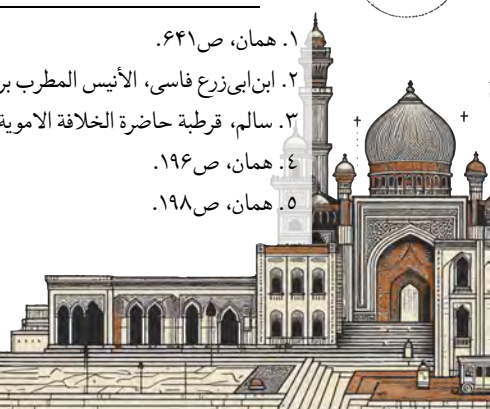 ۱. همان، ص۶۴۱.
۲. ابن‌ابی‌زرع فاسی، الأنیس المطرب بر
۳. سالم، قرطبة حاضرة الخلافة الامویة
٤. همان، ص۱۹۶.
۵. همان، ص۱۹۸.